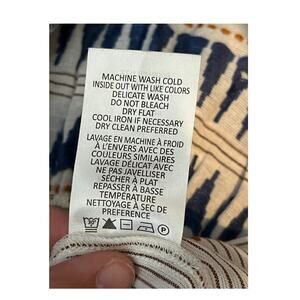 MACHINE WASH COLD
INSIDE OUT WITH LIKE COLORS
DELICATE WASH
DO NOT BLEACH
DRY FLAT
COOL IRON IF NECESSARY
DRY CLEAN PREFERRED
LAVAGE EN MACHINE À FROID
À L'ENVERS AVEC DES
COULEURS SIMILAIRES
LAVAGE DÉLICAT AVEC
NE PAS JAVELLISER
SÉCHER À PLAT
REPASSER À BASSE
TEMPÉRATURE
NETTOYAGE À SEC DE
PREFERENCE
P